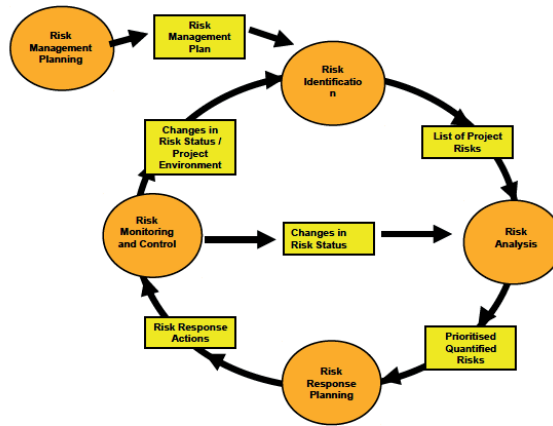 Risk
Management
Planning
Risk
Management
Plan
Risk
Identificatio
n
Changes in
Risk Status /
Project
Environment
List of Project
Risks
Risk
Monitoring
and Control
Changes in
Risk Status
Risk
Analysis
Risk Response
Actions
Prioritised
Quantified
Risks
Risk
Response
Planning